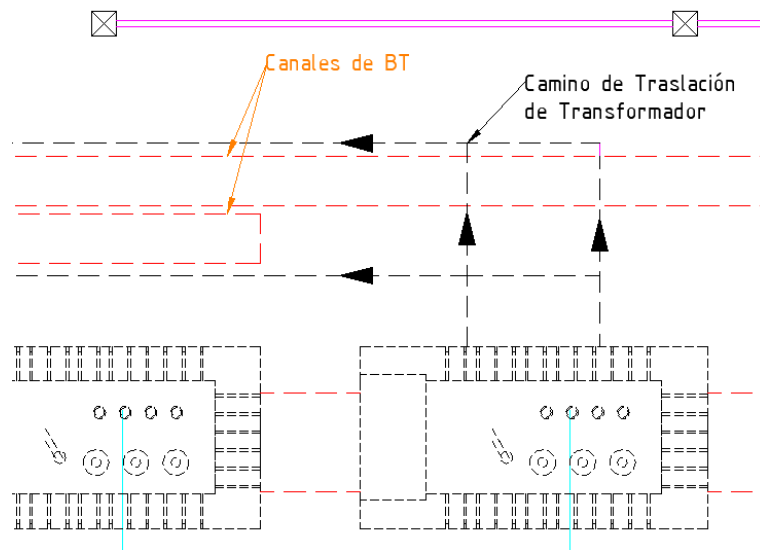 Canales de BT
Camino de Traslación
de Transformador